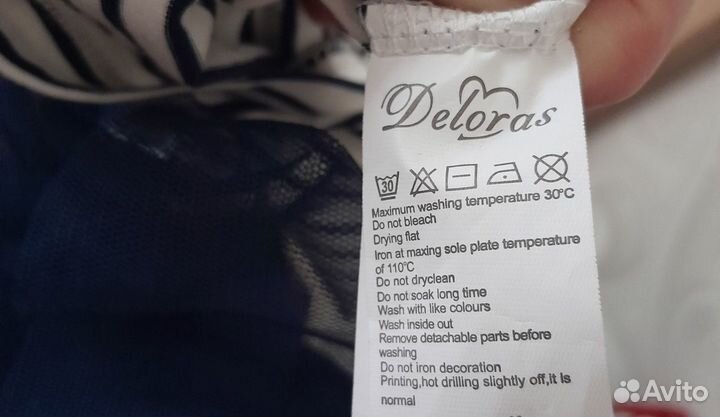 Deloras
30
Maximum washing temperature 30°C
Do not bleach
Drying flat
Iron at maxing sole plate temperature
of 110°C
Do not dryclean
Do not soak long time
Wash with like colours
Wash inside out
Remove detachable parts before
washing
Do not iron decoration
Printing,hot drilling slightly off,it is
normal
Avito